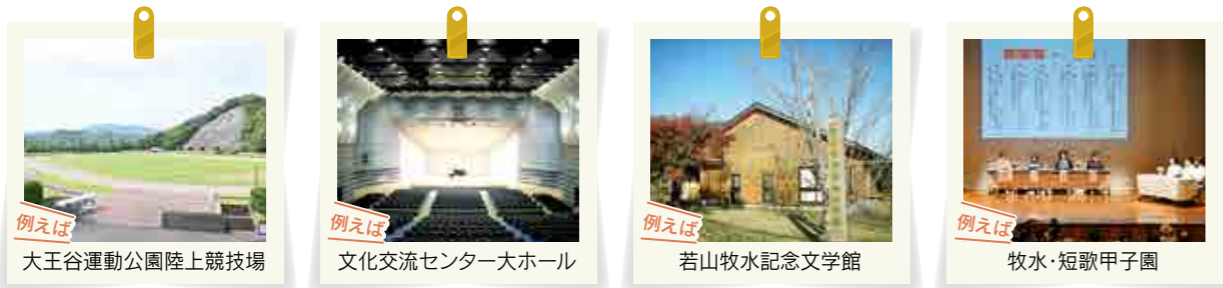 例えば
大王谷運動公園陸上競技場
例えば
文化交流センター大ホール
例えば
若山牧水記念文学館
例えば
牧水・短歌甲子園